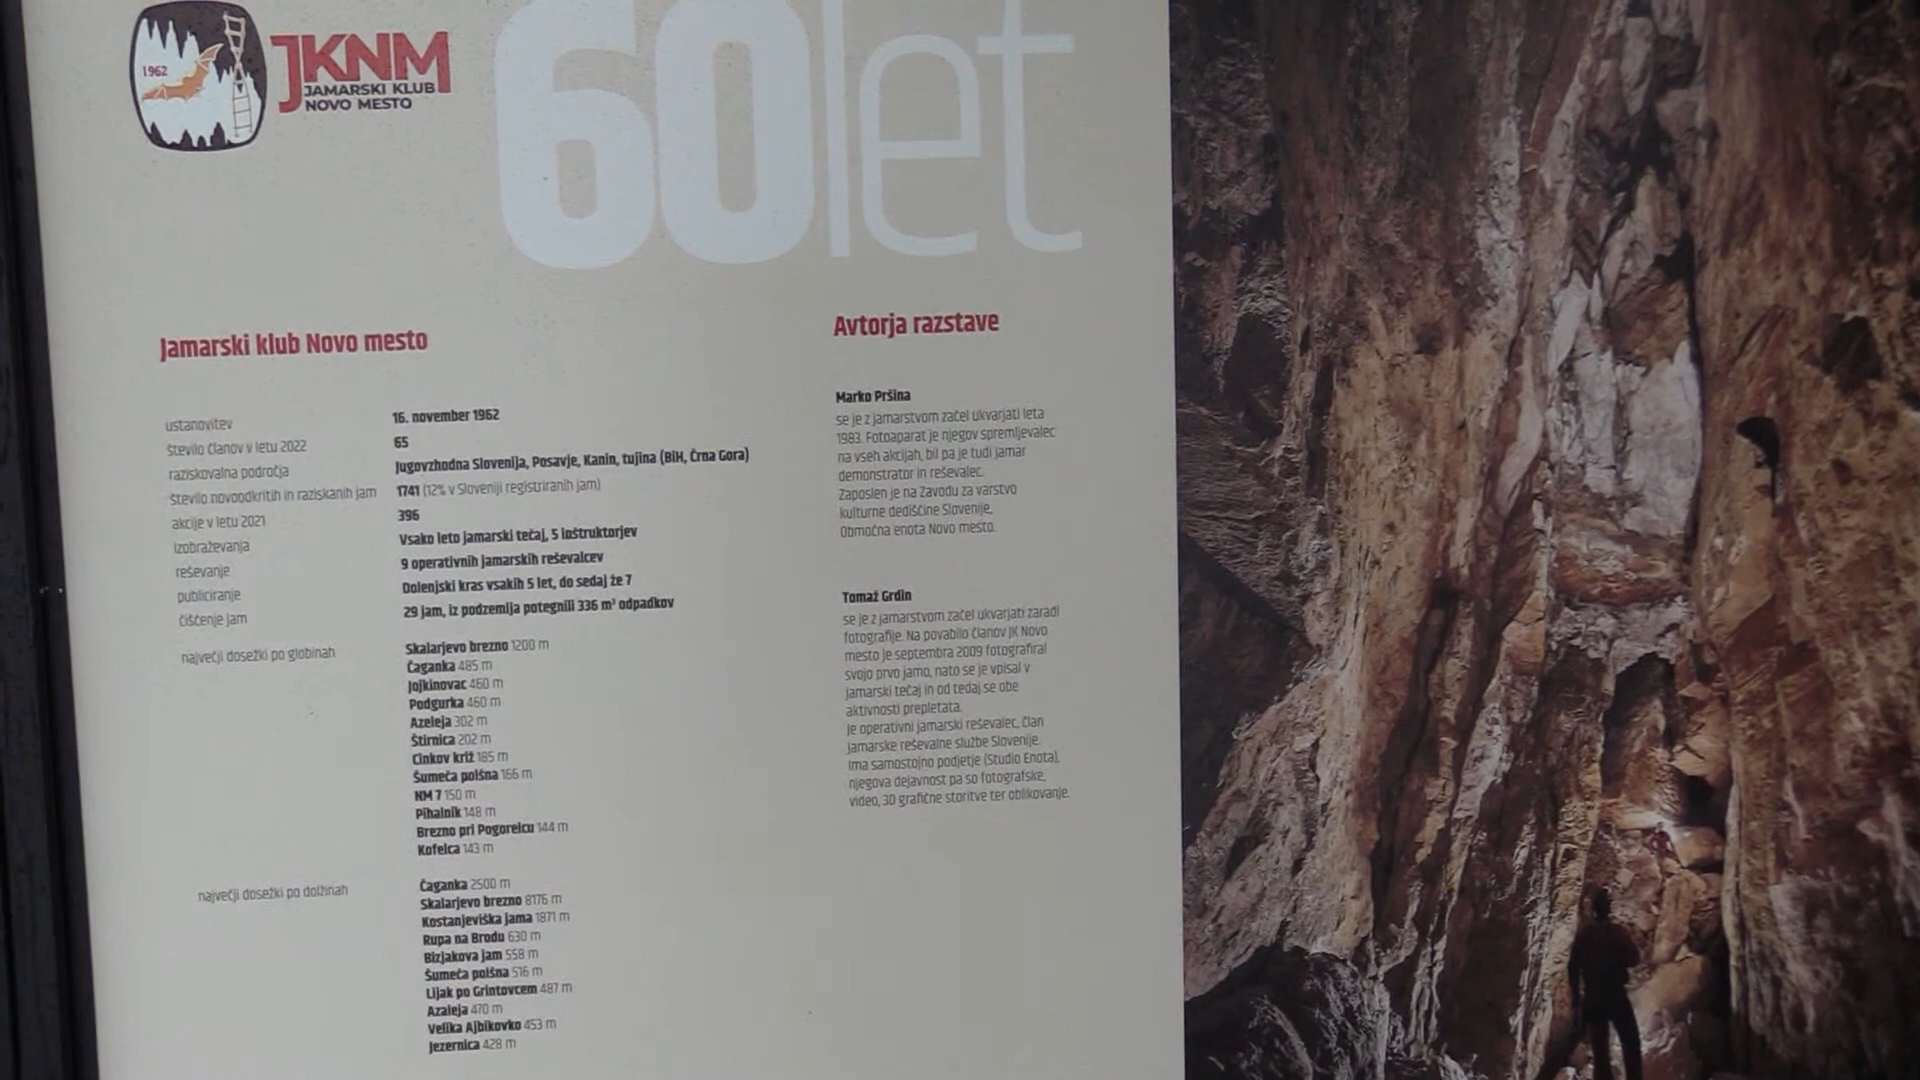 1962
JKNM
JAMARSKI KLUB
NOVO MESTO
60let
Jamarski klub Novo mesto
ustanovitev 16. november 1962
število članov v letu 2022 65
raziskovalna področja Jugovzhodna Slovenija, Posavje, Kanin, tujina (BiH, Črna Gora)
število novoodkritih in raziskanih jam 1741 (12% v Sloveniji registriranih jam)
akcije v letu 2021 396
izobraževanja Vsako leto jamarski tečaj, 5 inštruktorjev
reševanje 9 operativnih jamarskih reševalcev
publiciranje Dolenjski kras vsakih 5 let, do sedaj že 7
čiščenje jam 29 jam, iz podzemlja potegnili 336 m³ odpadkov
največji dosežki po globinah Skalarjevo brezno 1200 m
Čaganka 485 m
Jojkinovac 460 m
Podgurka 460 m
Azeleja 302 m
Štirnica 202 m
Cinkov križ 185 m
Šumeča polšna 166 m
NM 7 150 m
Pihalnik 148 m
Brezno pri Pogorelcu 144 m
Kofelca 143 m
največji dosežki po dolžinah Čaganka 2500 m
Skalarjevo brezno 8176 m
Kostanjeviška jama 1871 m
Rupa na Brodu 630 m
Bizjakova jam 558 m
Šumeča polšna 516 m
Lijak po Grintovcem 487 m
Azaleja 470 m
Velika Ajbikovko 453 m
Jezernica 428 m
Avtorja razstave
Marko Pršina
se je z jamarstvom začel ukvarjati leta
1983. Fotoaparat je njegov spremljevalec
na vseh akcijah, bil pa je tudi jamar
demonstrator in reševalec.
Zaposlen je na Zavodu za varstvo
kulturne dediščine Slovenije,
Območna enota Novo mesto.
Tomaž Grdin
se je z jamarstvom začel ukvarjati zaradi
fotografije. Na povabilo članov JK Novo
mesto je septembra 2009 fotografiral
svojo prvo jamo, nato se je vpisal v
jamarski tečaj in od tedaj se obe
aktivnosti prepletata.
Je operativni jamarski reševalec, član
Jamarske reševalne službe Slovenije.
Ima samostojno podjetje (Studio Enota),
njegova dejavnost pa so fotografske,
video, 3D grafične storitve ter oblikovanje.